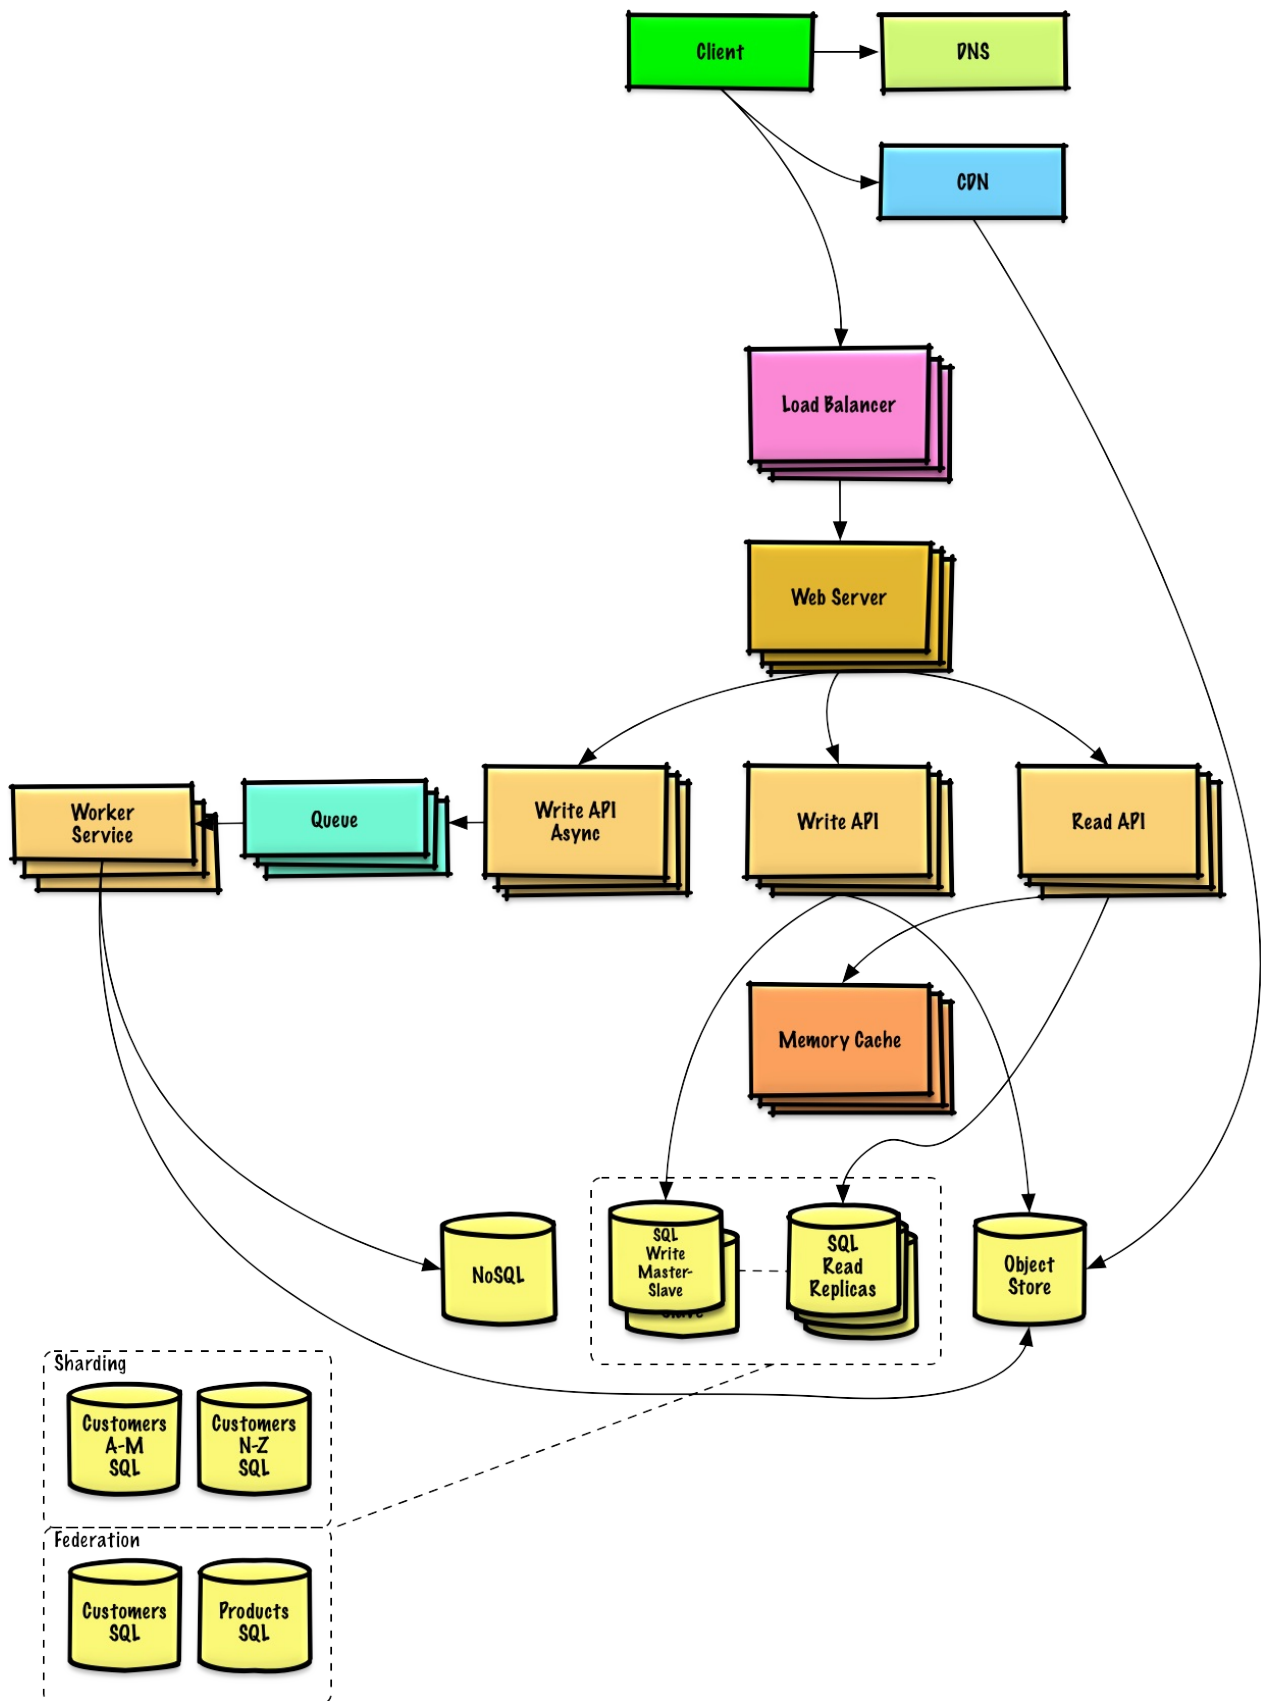 Client
DNS
CDN
Load Balancer
Web Server
Worker
Service
Queue
Write API
Async
Write API
Read API
Memory Cache
NoSQL
SQL
Write
Master-
Slave
Slave
SQL
Read
Replicas
Object
Store
Sharding
Customers
A-M
SQL
Customers
N-Z
SQL
Federation
Customers
SQL
Products
SQL